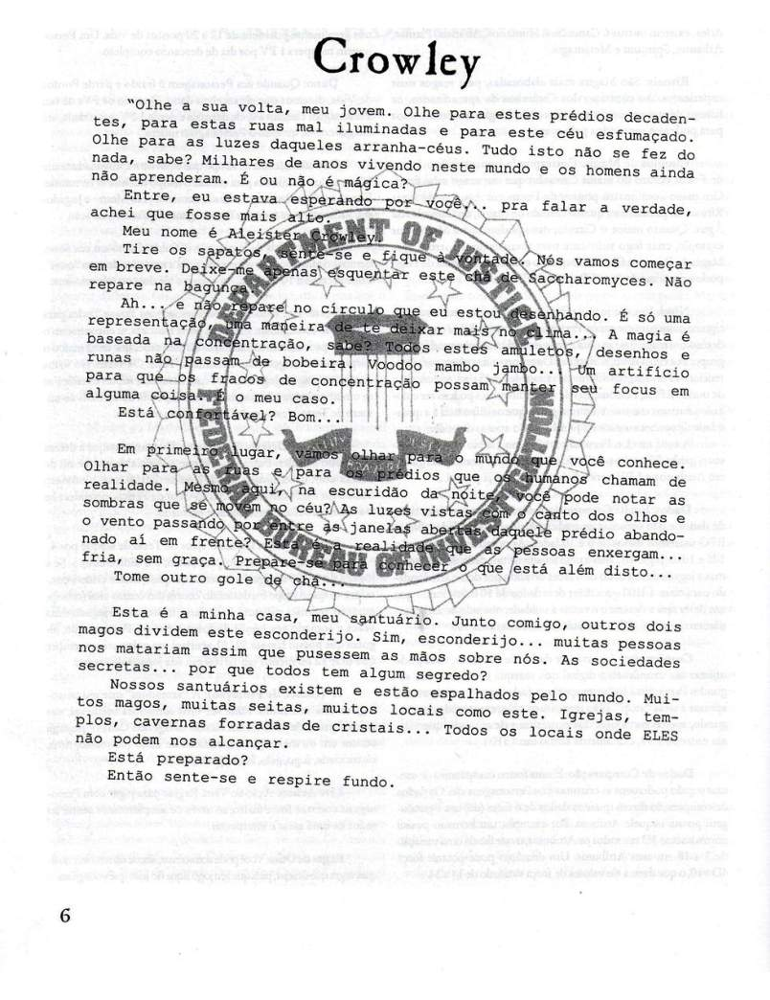 Crowley
"Olhe a sua volta, meu jovem. Olhe para estes prédios decaden-
tes, para estas ruas mal iluminadas e para este céu esfumaçado.
Olhe para as luzes daqueles arranha-céus. Tudo isto não se fez do
nada, sabe? Milhares de anos vivendo neste mundo e os homens ainda
não aprenderam. É ou não é mágica?
Entre, eu estava esperando por você... pra falar a verdade,
achei que fosse mais alto.
Meu nome é Aleister Crowley.
Tire os sapatos, sente-se e fique à vontade. Nós vamos começar
em breve. Deixe-me apenas esquentar este chá de Saccharomyces. Não
repare na bagunça.
Ah... e não repare no círculo que eu estou desenhando. É só uma
representação, uma maneira de te deixar mais no clima... A magia é
baseada na concentração, sabe? Todos estes amuletos, desenhos e
runas não passam de bobeira. Voodoo mambo jambo... Um artifício
para que os fracos de concentração possam manter seu focus em
alguma coisa. É o meu caso.
Está confortável? Bom...
Em primeiro lugar, vamos olhar para o mundo que você conhece.
Olhar para as ruas e para os prédios que os humanos chamam de
realidade. Mesmo aqui, na escuridão da noite, você pode notar as
sombras que se movem no céu? As luzes vistas com o canto dos olhos e
o vento passando por entre as janelas abertas daquele prédio abando-
nado aí em frente? Esta é a realidade que as pessoas enxergam...
fria, sem graça. Prepare-se para conhecer o que está além disto...
Tome outro gole de chá...
Esta é a minha casa, meu santuário. Junto comigo, outros dois
magos dividem este esconderijo. Sim, esconderijo... muitas pessoas
nos matariam assim que pusessem as mãos sobre nós. As sociedades
secretas... por que todos tem algum segredo?
Nossos santuários existem e estão espalhados pelo mundo. Mui-
tos magos, muitas seitas, muitos locais como este. Igrejas, tem-
plos, cavernas forradas de cristais... Todos os locais onde ELES
não podem nos alcançar.
Está preparado?
Então sente-se e respire fundo.
DEPARTMENT OF JUSTICE
FEDERAL BUREAU OF INVESTIGATION
6